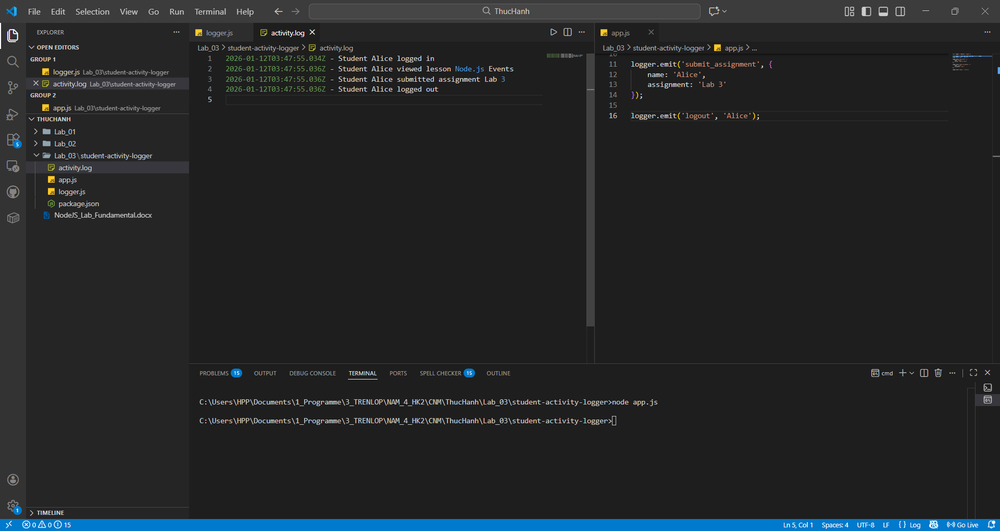 File Edit Selection View Go Run Terminal Help
ThucHanh
EXPLORER
OPEN EDITORS
GROUP 1
logger.js Lab_03\student-activity-logger
activity.log Lab_03\student-activity-logger
GROUP 2
app.js Lab_03\student-activity-logger
THUCHANH
Lab_01
Lab_02
Lab_03\student-activity-logger
activity.log
app.js
logger.js
package.json
NodeJS_Lab_Fundamental.docx
TIMELINE
5
1
logger.js activity.log
Lab_03 > student-activity-logger > activity.log
1 2026-01-12T03:47:55.034Z - Student Alice logged in
2 2026-01-12T03:47:55.036Z - Student Alice viewed lesson Node.js Events
3 2026-01-12T03:47:55.036Z - Student Alice submitted assignment Lab 3
4 2026-01-12T03:47:55.036Z - Student Alice logged out
5
app.js
Lab_03 > student-activity-logger > app.js > ...
10
11 logger.emit('submit_assignment', {
12 name: 'Alice',
13 assignment: 'Lab 3'
14 });
15
16 logger.emit('logout', 'Alice');
PROBLEMS 15 OUTPUT DEBUG CONSOLE TERMINAL PORTS SPELL CHECKER 15 OUTLINE
cmd
C:\Users\HPP\Documents\1_Programme\3_TRENLOP\NAM_4_HK2\CNM\ThucHanh\Lab_03\student-activity-logger>node app.js
C:\Users\HPP\Documents\1_Programme\3_TRENLOP\NAM_4_HK2\CNM\ThucHanh\Lab_03\student-activity-logger>
0 0 15
Ln 5, Col 1 Spaces: 4 UTF-8 LF { } Log Go Live